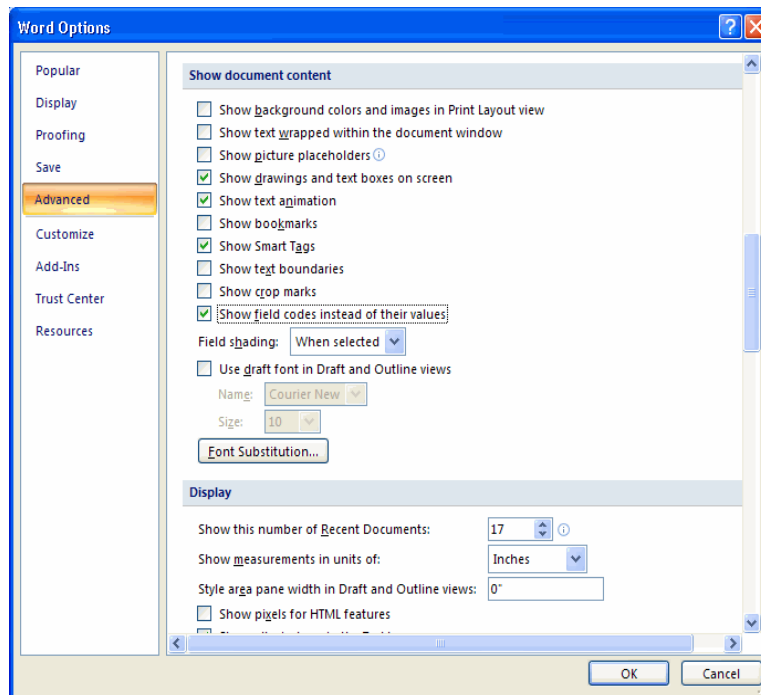 Word Options
Popular
Display
Proofing
Save
Advanced
Customize
Add-Ins
Trust Center
Resources
Show document content
Show background colors and images in Print Layout view
Show text wrapped within the document window
Show picture placeholders
Show drawings and text boxes on screen
Show text animation
Show bookmarks
Show Smart Tags
Show text boundaries
Show crop marks
Show field codes instead of their values
Field shading: When selected
Use draft font in Draft and Outline views
Name: Courier New
Size: 10
Font Substitution...
Display
Show this number of Recent Documents: 17
Show measurements in units of: Inches
Style area pane width in Draft and Outline views: 0"
Show pixels for HTML features
OK Cancel